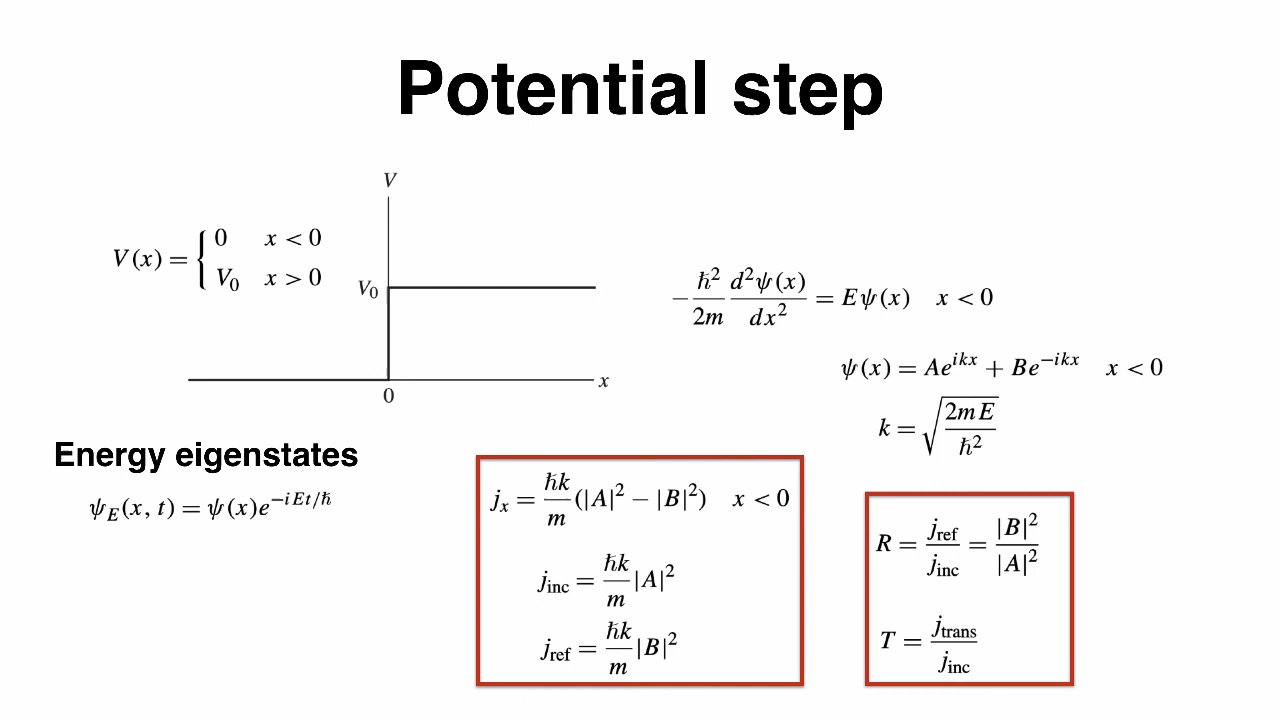 Potential step
V
V(x) = { 0 x < 0
V₀ x > 0
V₀
x
0
−ℏ²/2m d²ψ(x)/dx² = Eψ(x) x < 0
ψ(x) = Ae^{ikx} + Be^{−ikx} x < 0
k = √(2mE/ℏ²)
Energy eigenstates
ψ_E(x, t) = ψ(x)e^{−iEt/ℏ}
j_x = ℏk/m (|A|² − |B|²) x < 0
j_inc = ℏk/m |A|²
j_ref = ℏk/m |B|²
R = j_ref/j_inc = |B|²/|A|²
T = j_trans/j_inc